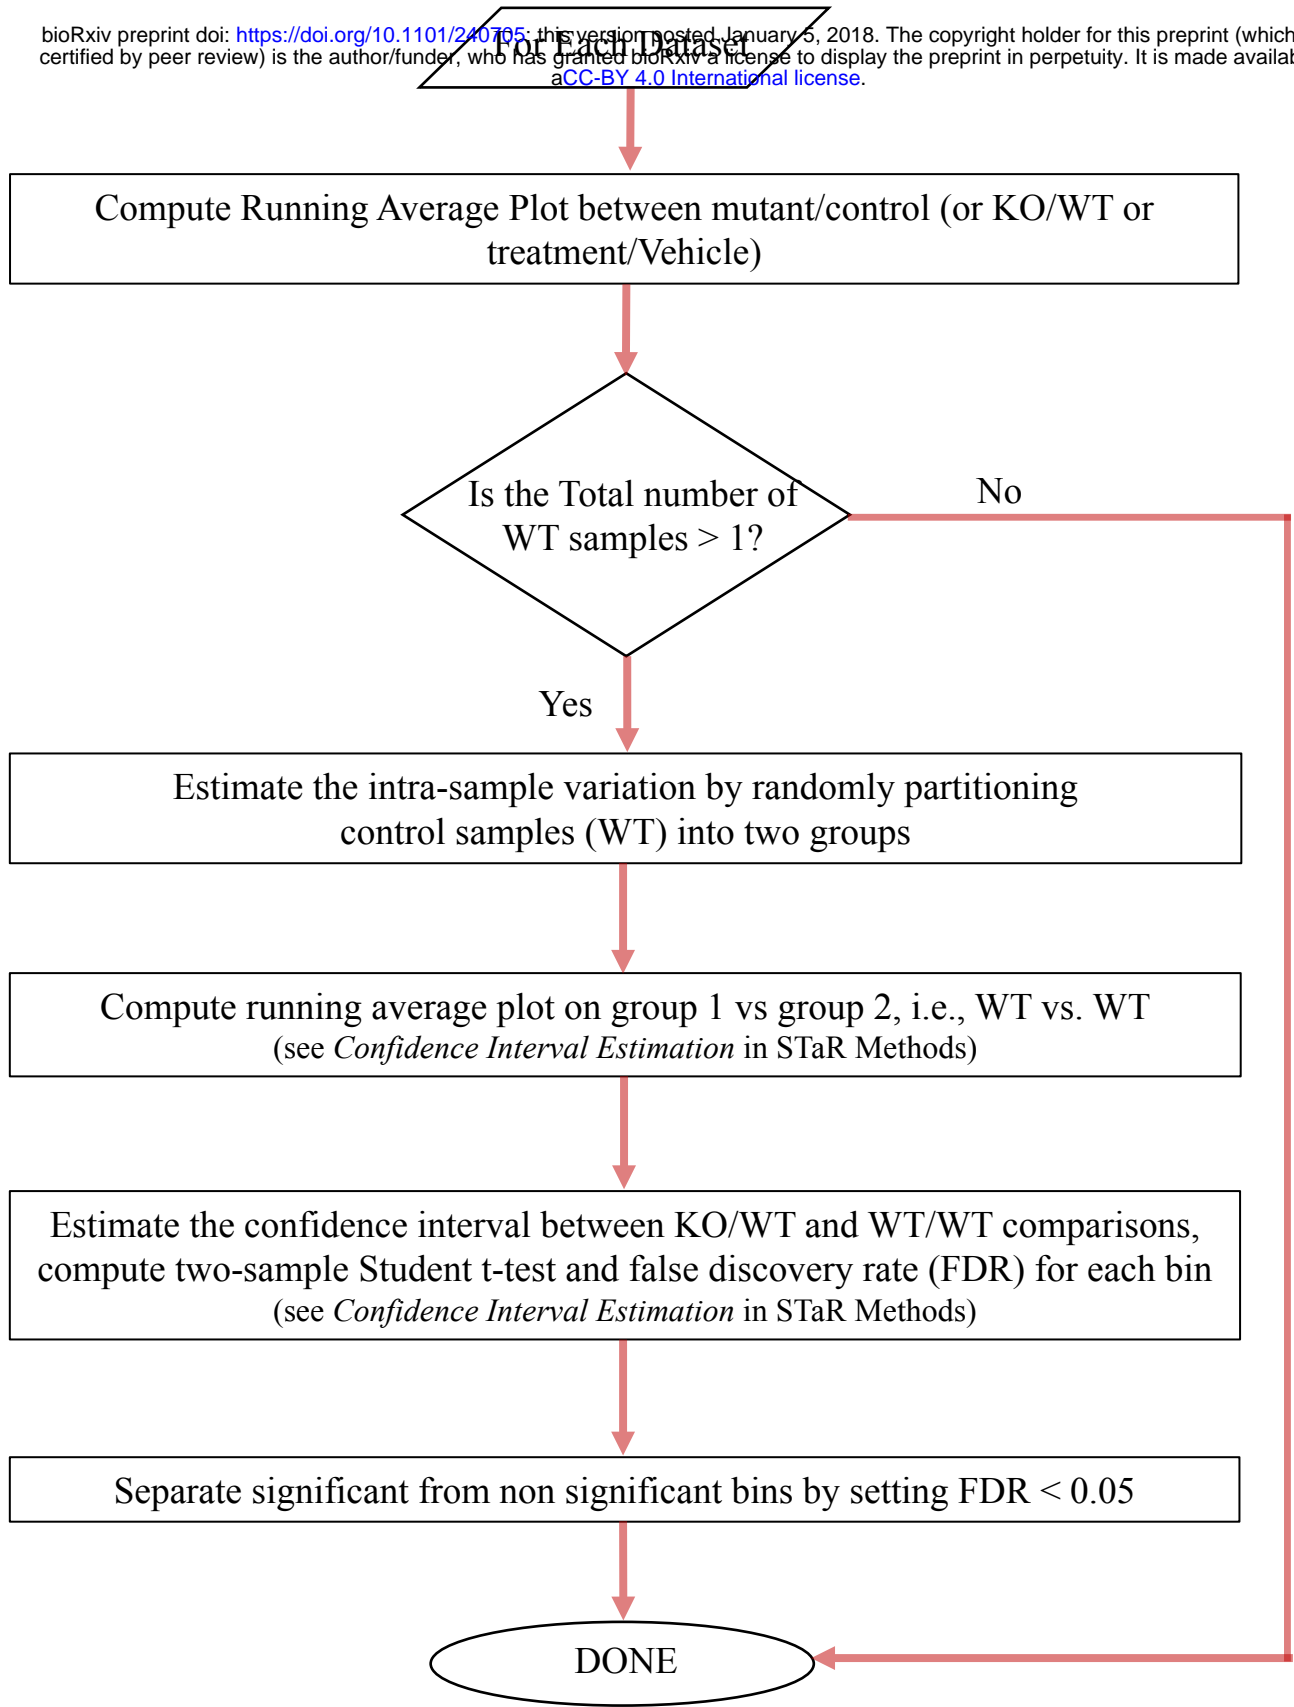 bioRxiv preprint doi: https://doi.org/10.1101/240705; this version posted January 5, 2018. The copyright holder for this preprint (which
For Each Dataset
certified by peer review) is the author/funder, who has granted bioRxiv a license to display the preprint in perpetuity. It is made
aCC-BY 4.0 International license.
Compute Running Average Plot between mutant/control (or KO/WT or
treatment/Vehicle)
Is the Total number of
WT samples > 1?
No
Yes
Estimate the intra-sample variation by randomly partitioning
control samples (WT) into two groups
Compute running average plot on group 1 vs group 2, i.e., WT vs. WT
(see Confidence Interval Estimation in STaR Methods)
Estimate the confidence interval between KO/WT and WT/WT comparisons,
compute two-sample Student t-test and false discovery rate (FDR) for each bin
(see Confidence Interval Estimation in STaR Methods)
Separate significant from non significant bins by setting FDR < 0.05
DONE